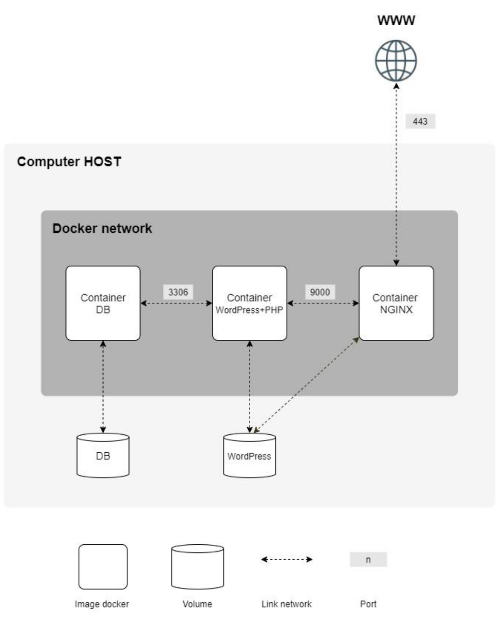 WWW
443
Computer HOST
Docker network
Container
DB
3306
Container
WordPress+PHP
9000
Container
NGINX
DB
WordPress
n
Image docker
Volume
Link network
Port